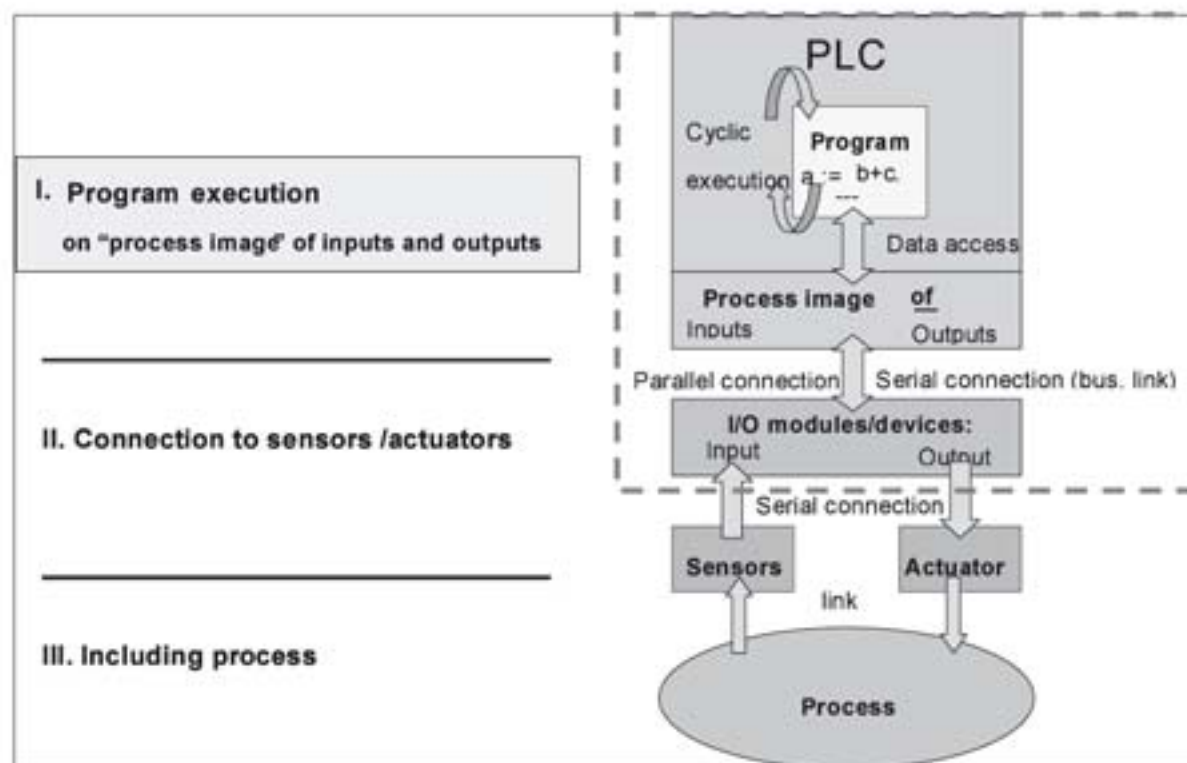 I. Program execution
on "process image" of inputs and outputs
II. Connection to sensors /actuators
III. Including process
PLC
Cyclic
execution
Program
a := b+c.
---
Data access
Process image of
Inputs Outputs
Parallel connection Serial connection (bus, link)
I/O modules/devices:
Input Output
Serial connection
Sensors Actuator
link
Process